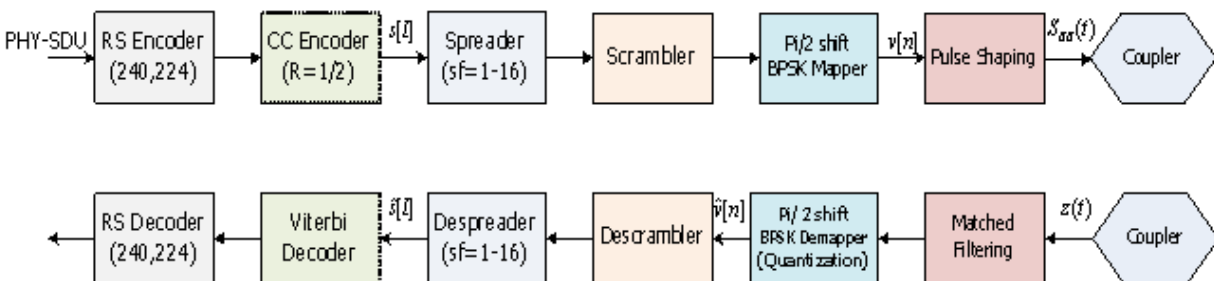 PHY-SDU
RS Encoder
(240,224)
CC Encoder
(R=1/2)
s[l]
Spreader
(sf=1-16)
Scrambler
Pi/2 shift
BPSK Mapper
v[n]
Pulse Shaping
(t)
Coupler
RS Decoder
(240,224)
Viterbi
Decoder
ŝ[l]
Despreader
(sf=1-16)
Descrambler
v̂[n]
Pi/ 2 shift
BPSK Demapper
(Quantization)
Matched
Filtering
z(t)
Coupler